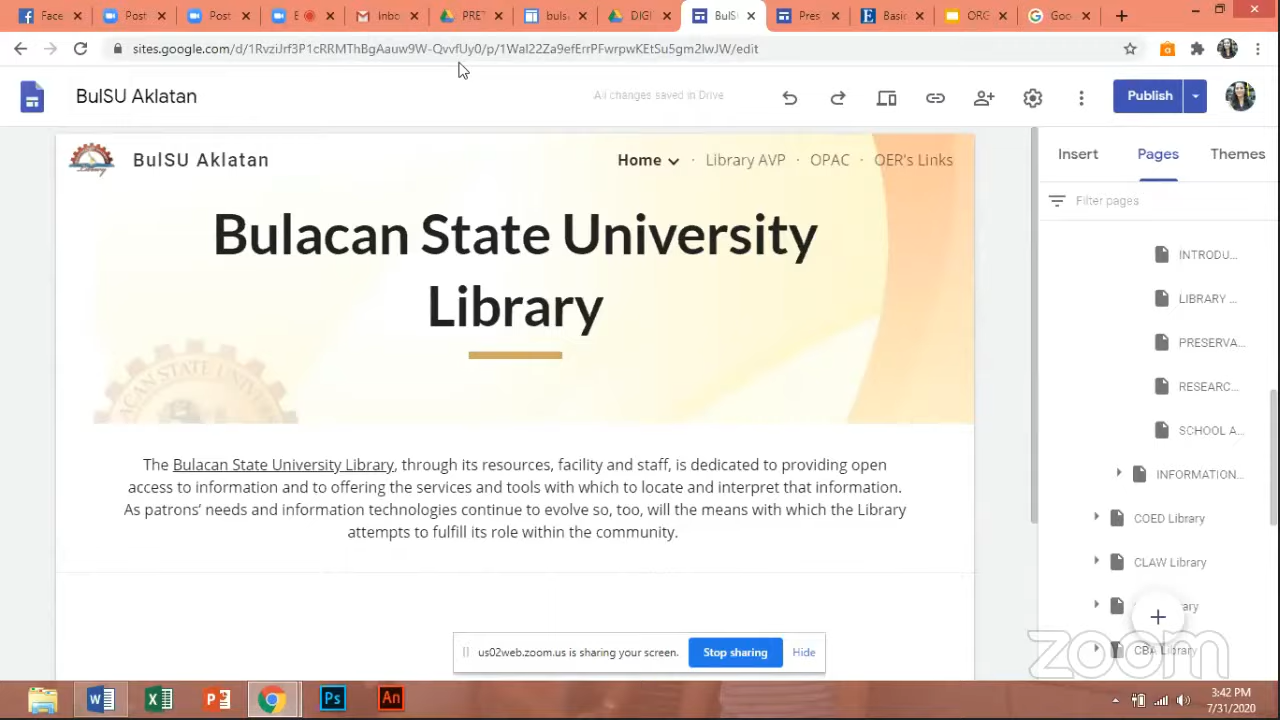 Post
Post
B
Inbo
PRET
buls
DIGI
BulS
Pres
Basic
ORG
Goo
sites.google.com/d/1RvziJrf3P1cRRMThBgAauw9W-QvvfUy0/p/1WaI22Za9efErrPFwrpwKEtSu5gm2lwJW/edit
BulSU Aklatan
All changes saved in Drive
Publish
BulSU Aklatan
Home · Library AVP · OPAC · OER's Links
Insert Pages Themes
Bulacan State University
Library
Filter pages
INTRODU...
LIBRARY ...
PRESERVA...
RESEARC...
SCHOOL A...
INFORMATION...
COED Library
CLAW Library
CBA Library
The Bulacan State University Library, through its resources, facility and staff, is dedicated to providing open
access to information and to offering the services and tools with which to locate and interpret that information.
As patrons' needs and information technologies continue to evolve so, too, will the means with which the Library
attempts to fulfill its role within the community.
us02web.zoom.us is sharing your screen. Stop sharing Hide
zoom
Ps
An
3:42 PM
7/31/2020